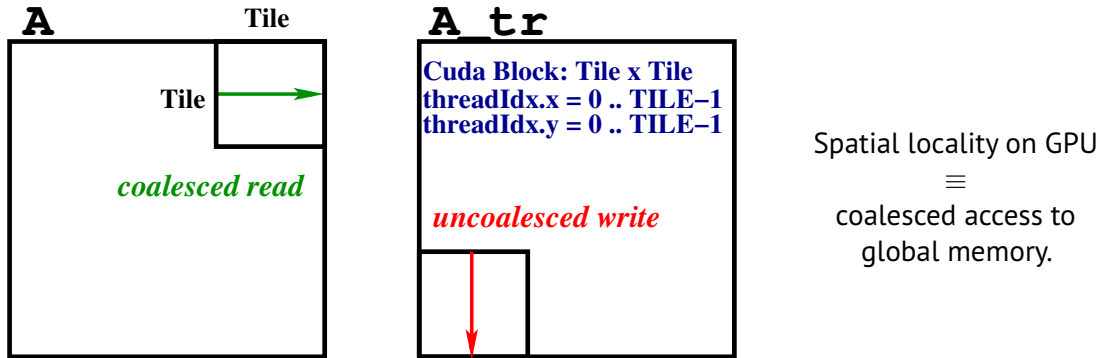 A
Tile
Tile
coalesced read
A_tr
Cuda Block: Tile x Tile
threadIdx.x = 0 .. TILE−1
threadIdx.y = 0 .. TILE−1
uncoalesced write
Spatial locality on GPU
≡
coalesced access to
global memory.